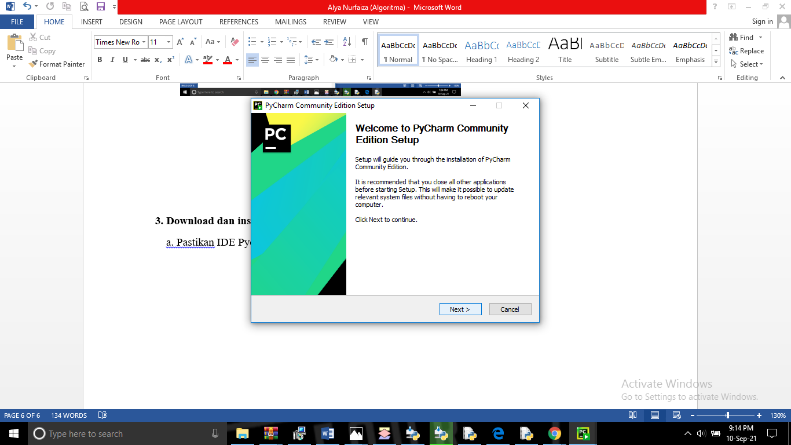 Alya Nurfaiza (Algoritma) - Microsoft Word
Sign in
FILE HOME INSERT DESIGN PAGE LAYOUT REFERENCES MAILINGS REVIEW VIEW
Paste
Cut
Copy
Format Painter
Clipboard
Times New Ro 11
Font
Paragraph
AaBbCcDc AaBbCcDc AaBbCc AaBbCcC AaBl AaBbCcC AaBbCcDc AaBbCcDc
¶ Normal ¶ No Spac... Heading 1 Heading 2 Title Subtitle Subtle Em... Emphasis
Styles
Find
Replace
Select
Editing
PyCharm Community Edition Setup
PC
Welcome to PyCharm Community
Edition Setup
Setup will guide you through the installation of PyCharm
Community Edition.
It is recommended that you close all other applications
before starting Setup. This will make it possible to update
relevant system files without having to reboot your
computer.
Click Next to continue.
Next >
Cancel
3. Download dan ins
a. Pastikan IDE Py
Activate Windows
Go to Settings to activate Windows.
PAGE 6 OF 6 134 WORDS
130%
Type here to search
9:14 PM
10-Sep-21